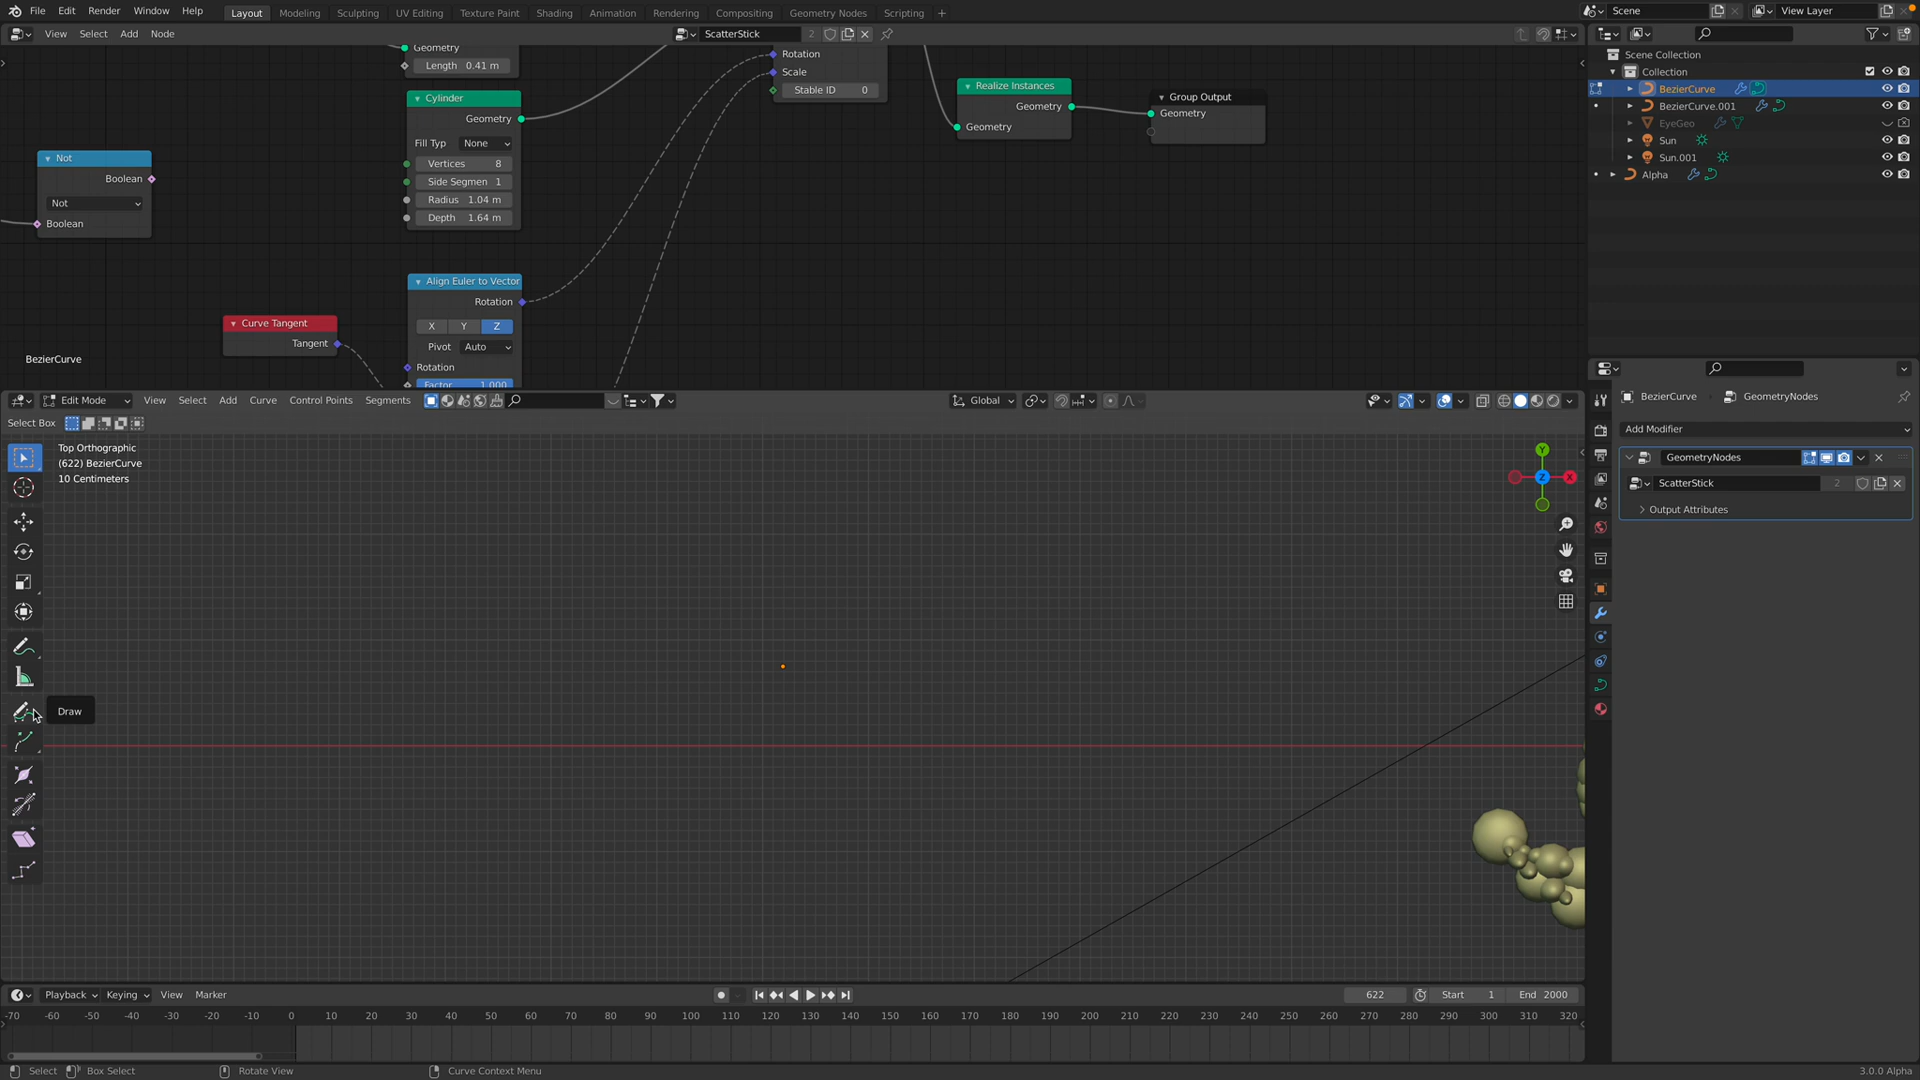 File Edit Render Window Help Layout Modeling Sculpting UV Editing Texture Paint Shading Animation Rendering Compositing Geometry Nodes Scripting + Scene View Layer
View Select Add Node ScatterStick 2
Geometry
Length 0.41 m
Cylinder
Geometry
Fill Typ None
Vertices 8
Side Segmen 1
Radius 1.04 m
Depth 1.64 m
Not
Boolean
Not
Boolean
Rotation
Scale
Stable ID 0
Realize Instances
Geometry
Geometry
Group Output
Geometry
Align Euler to Vector
Rotation
X Y Z
Pivot Auto
Rotation
Factor 1.000
Curve Tangent
Tangent
BezierCurve
Scene Collection
Collection
BezierCurve
BezierCurve.001
EyeGeo
Sun
Sun.001
Alpha
Edit Mode View Select Add Curve Control Points Segments Global
Select Box
Top Orthographic
(622) BezierCurve
10 Centimeters
Y
Z X
Draw
BezierCurve GeometryNodes
Add Modifier
GeometryNodes
ScatterStick 2
Output Attributes
Playback Keying View Marker 622 Start 1 End 2000
-70 -60 -50 -40 -30 -20 -10 0 10 20 30 40 50 60 70 80 90 100 110 120 130 140 150 160 170 180 190 200 210 220 230 240 250 260 270 280 290 300 310 320
Select Box Select Rotate View Curve Context Menu 3.0.0 Alpha